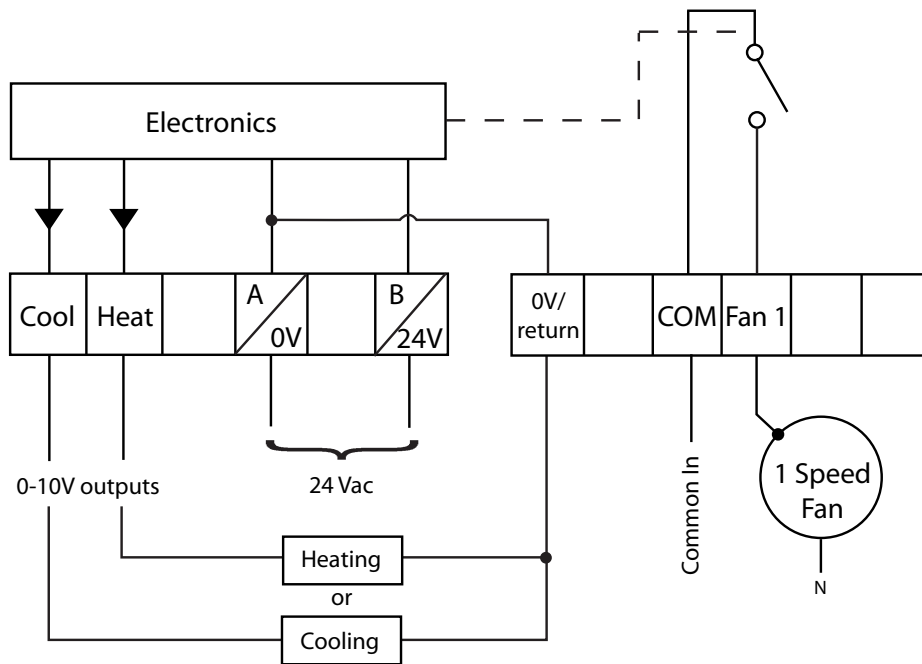 Electronics
Cool
Heat
A
0V
B
24V
0V/
return
COM
Fan 1
0-10V outputs
24 Vac
Common In
1 Speed
Fan
N
Heating
or
Cooling